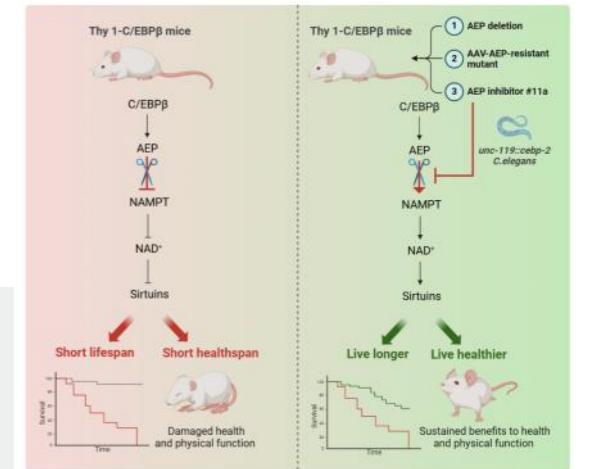 Thy 1-C/EBPβ mice
C/EBPβ
AEP
NAMPT
NAD⁺
Sirtuins
Short lifespan
Short healthspan
Survival
Time
Damaged health
and physical function
Thy 1-C/EBPβ mice
1 AEP deletion
2 AAV-AEP-resistant
mutant
3 AEP inhibitor #11a
C/EBPβ
unc-119::cebp-2
C.elegans
AEP
NAMPT
NAD⁺
Sirtuins
Live longer
Live healthier
Survival
Time
Sustained benefits to health
and physical function